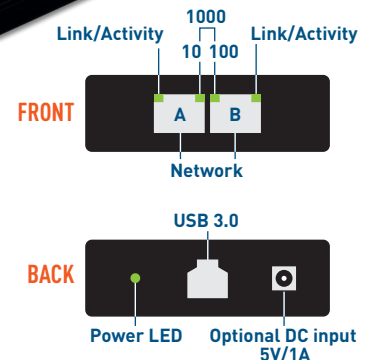 1000
Link/Activity Link/Activity
10 100
FRONT
A B
Network
USB 3.0
BACK
Power LED Optional DC input
5V/1A